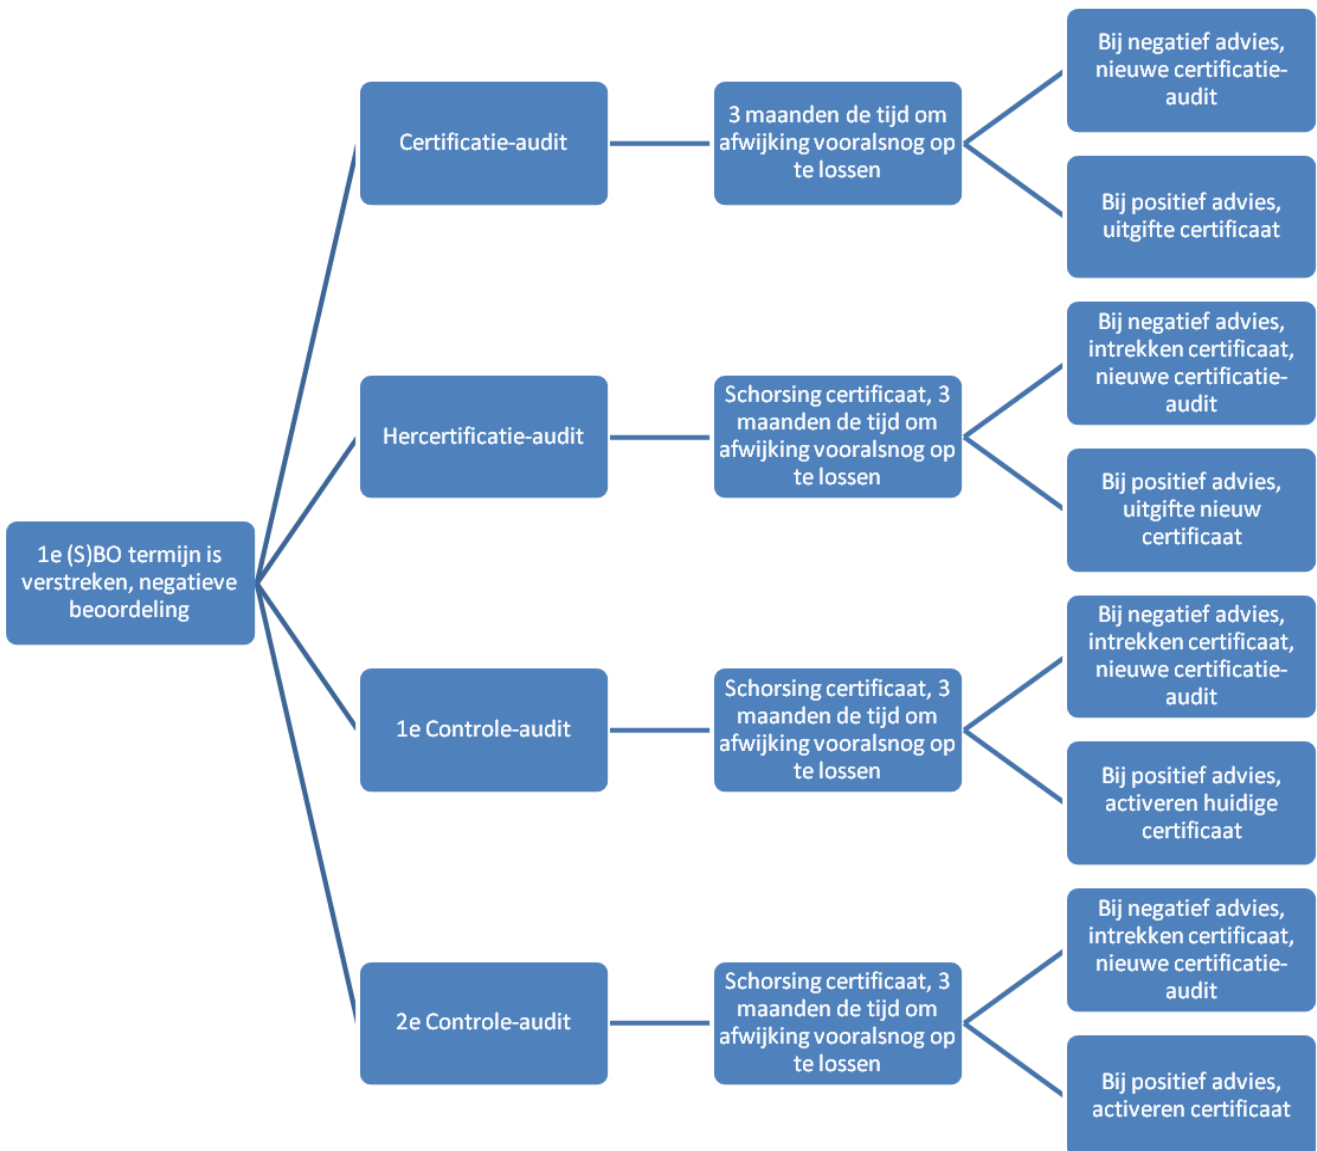 1e (S)BO termijn is
verstreken, negatieve
beoordeling
Certificatie-audit
3 maanden de tijd om
afwijking vooralsnog op
te lossen
Bij negatief advies,
nieuwe certificatie-
audit
Bij positief advies,
uitgifte certificaat
Hercertificatie-audit
Schorsing certificaat, 3
maanden de tijd om
afwijking vooralsnog op
te lossen
Bij negatief advies,
intrekken certificaat,
nieuwe certificatie-
audit
Bij positief advies,
uitgifte nieuw
certificaat
1e Controle-audit
Schorsing certificaat, 3
maanden de tijd om
afwijking vooralsnog op
te lossen
Bij negatief advies,
intrekken certificaat,
nieuwe certificatie-
audit
Bij positief advies,
activeren huidige
certificaat
2e Controle-audit
Schorsing certificaat, 3
maanden de tijd om
afwijking vooralsnog op
te lossen
Bij negatief advies,
intrekken certificaat,
nieuwe certificatie-
audit
Bij positief advies,
activeren certificaat